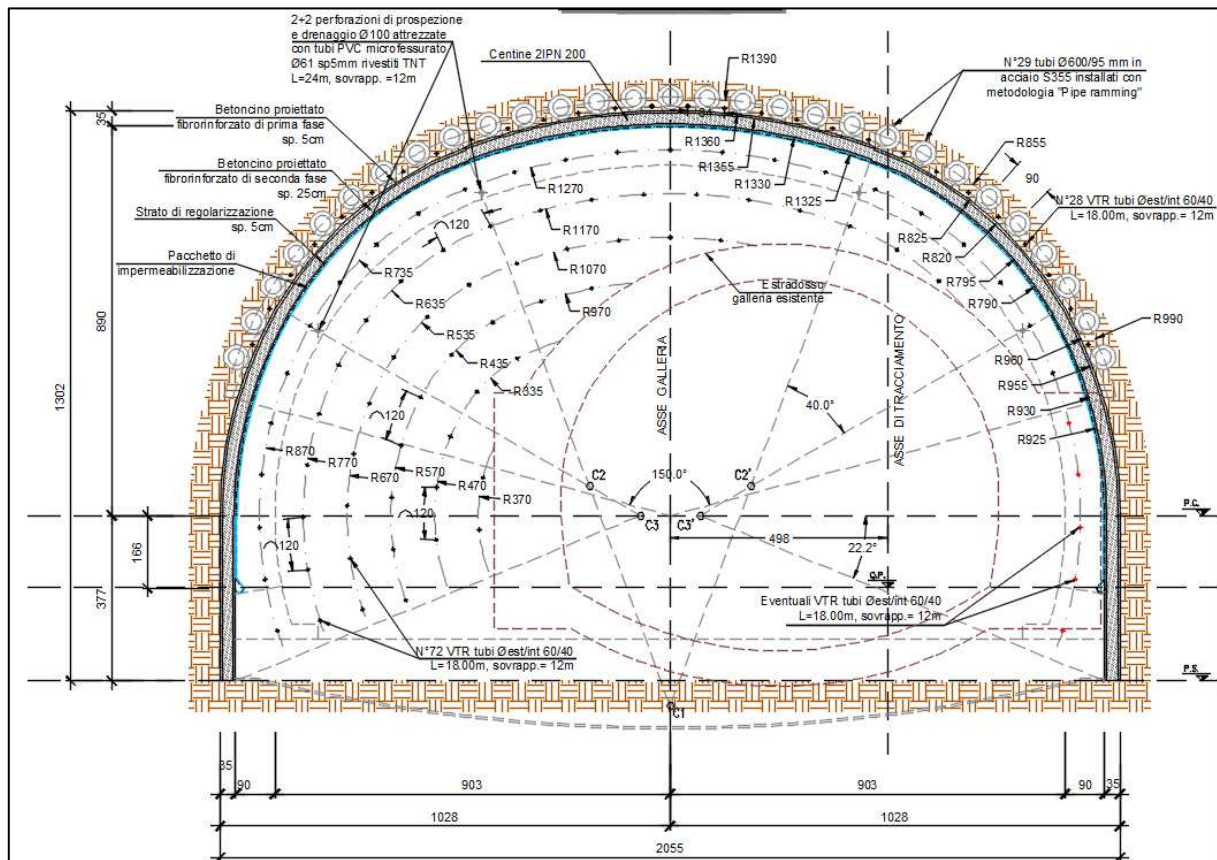 2+2 perforazioni di prospezione
e drenaggio Ø100 attrezzate
con tubi PVC microfessurato
Ø61 sp5mm rivestiti TNT
L=24m, sovrapp. =12m
Centine 2IPN 200
R1390
N°29 tubi Ø600/95 mm in
acciaio S355 installati con
metodologia "Pipe ramming"
Betoncino proiettato
fibrorinforzato di prima fase
sp. 5cm
Betoncino proiettato
fibrorinforzato di seconda fase
sp. 25cm
Strato di regolarizzazione
sp. 5cm
Pacchetto di
impermeabilizzazione
R1360
R1355
R1330
R1325
R855
90
N°28 VTR tubi Øest/int 60/40
L=18.00m, sovrapp.= 12m
R825
R820
R795
R790
R1270
R1170
R1070
R970
120
R735
R635
R535
R435
R335
Estradosso
galleria esistente
ASSE GALLERIA
ASSE DI TRACCIAMENTO
R990
R960
R955
R930
R925
40.0°
150.0°
22.2°
C2
C2'
C3
C3'
C1
498
120
R870
R770
R670
R570
R470
R370
120
120
P.C.
Q.P.
P.S.
Eventuali VTR tubi Øest/int 60/40
L=18.00m, sovrapp.= 12m
N°72 VTR tubi Øest/int 60/40
L=18.00m, sovrapp.= 12m
35
890
1302
166
377
35
90
903
903
90
35
1028
1028
2055